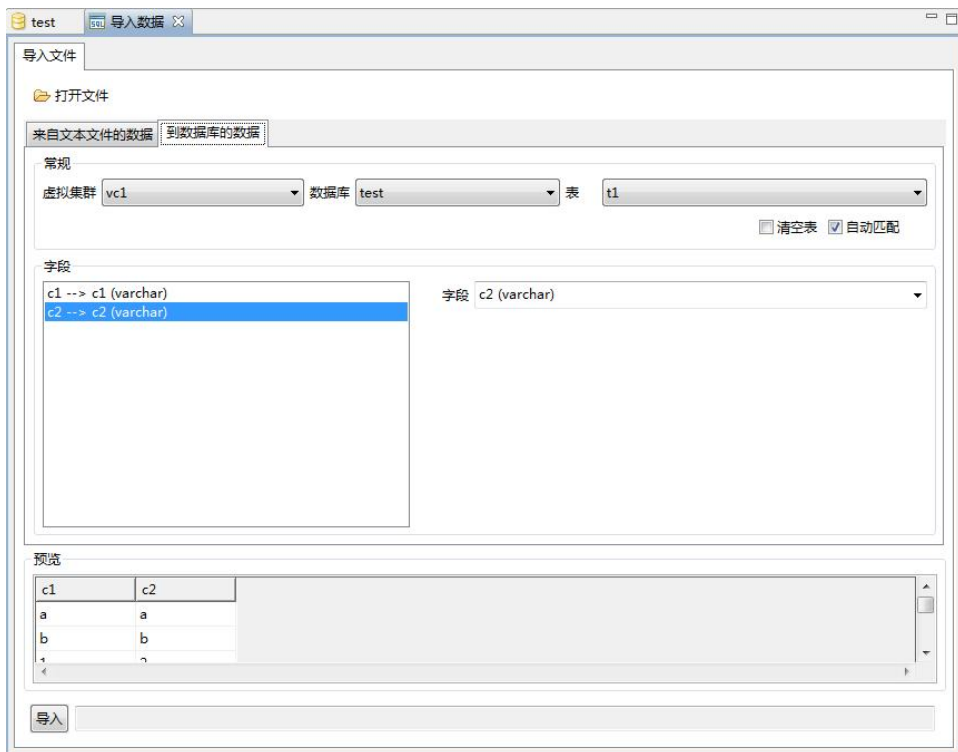 test SQL 导入数据
导入文件
打开文件
来自文本文件的数据 到数据库的数据
常规
虚拟集群 vc1 数据库 test 表 t1
清空表 自动匹配
字段
c1 --> c1 (varchar)
字段 c2 (varchar)
c2 --> c2 (varchar)
预览
c1 c2
a a
b b
1 2
导入